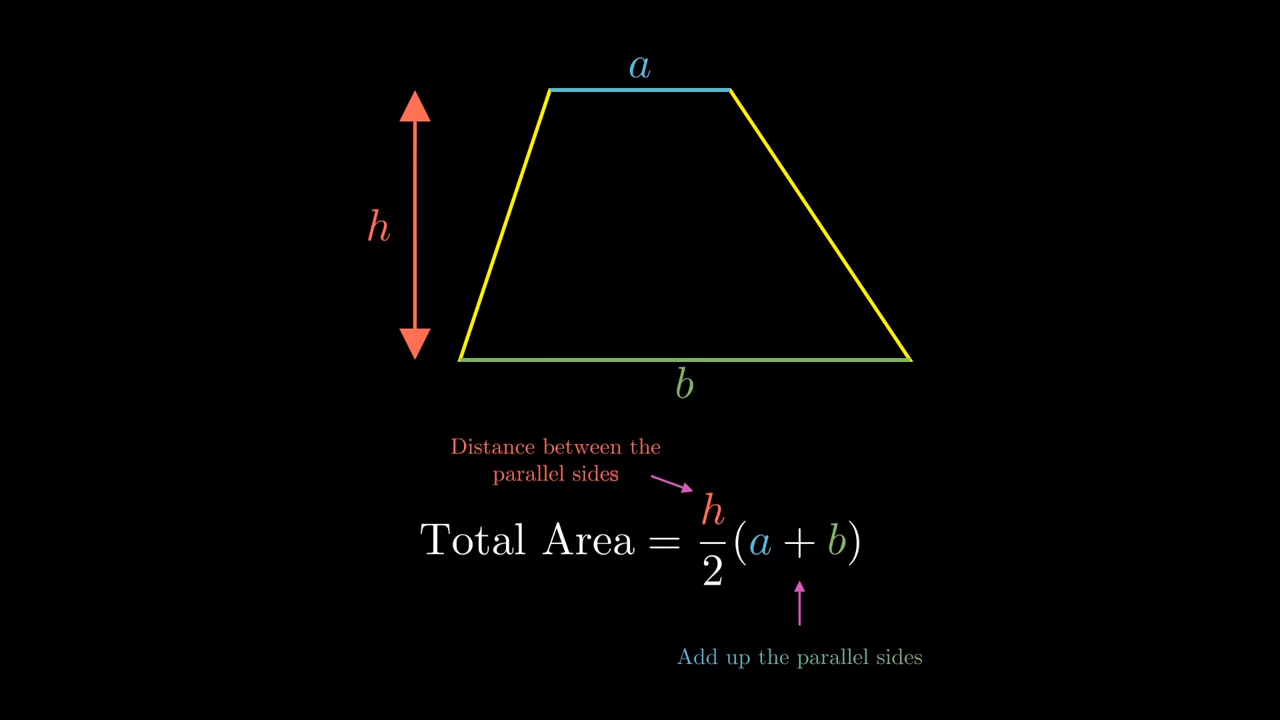 a
h
b
Distance between the
parallel sides
Total Area = h/2(a + b)
Add up the parallel sides